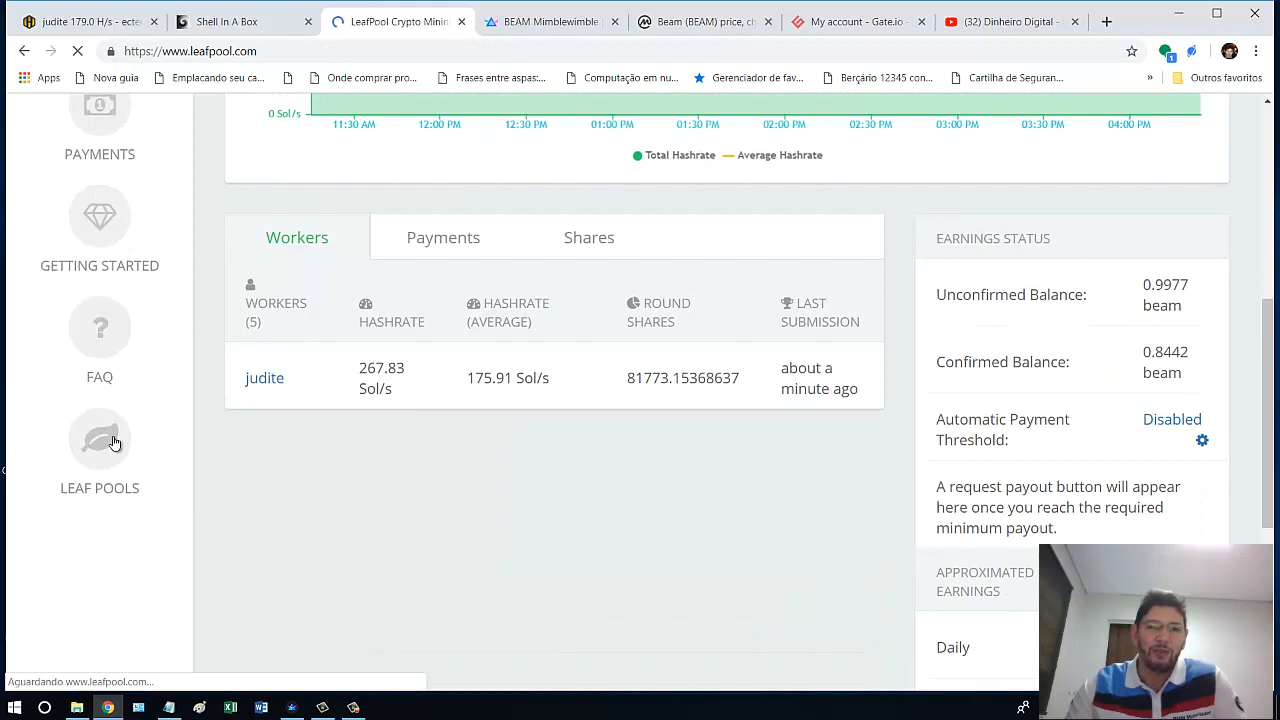 judite 179.0 H/s - ecter
Shell In A Box
LeafPool Crypto Minin
BEAM Mimblewimble
Beam (BEAM) price, ch
My account - Gate.io -
(32) Dinheiro Digital -
https://www.leafpool.com
1
Apps
Nova guia
Emplacando seu ca...
Onde comprar pro...
Frases entre aspas:...
Computação em nu...
Gerenciador de fav...
Berçário 12345 con...
Cartilha de Seguran...
»
Outros favoritos
PAYMENTS
GETTING STARTED
FAQ
LEAF POOLS
0 Sol/s
11:30 AM
12:00 PM
12:30 PM
01:00 PM
01:30 PM
02:00 PM
02:30 PM
03:00 PM
03:30 PM
04:00 PM
Total Hashrate
Average Hashrate
Workers
Payments
Shares
WORKERS (5)
HASHRATE
HASHRATE (AVERAGE)
ROUND SHARES
LAST SUBMISSION
judite
267.83 Sol/s
175.91 Sol/s
81773.15368637
about a minute ago
EARNINGS STATUS
Unconfirmed Balance:
0.9977 beam
Confirmed Balance:
0.8442 beam
Automatic Payment Threshold:
Disabled
A request payout button will appear
here once you reach the required
minimum payout.
APPROXIMATED
EARNINGS
Daily
Aguardando www.leafpool.com...